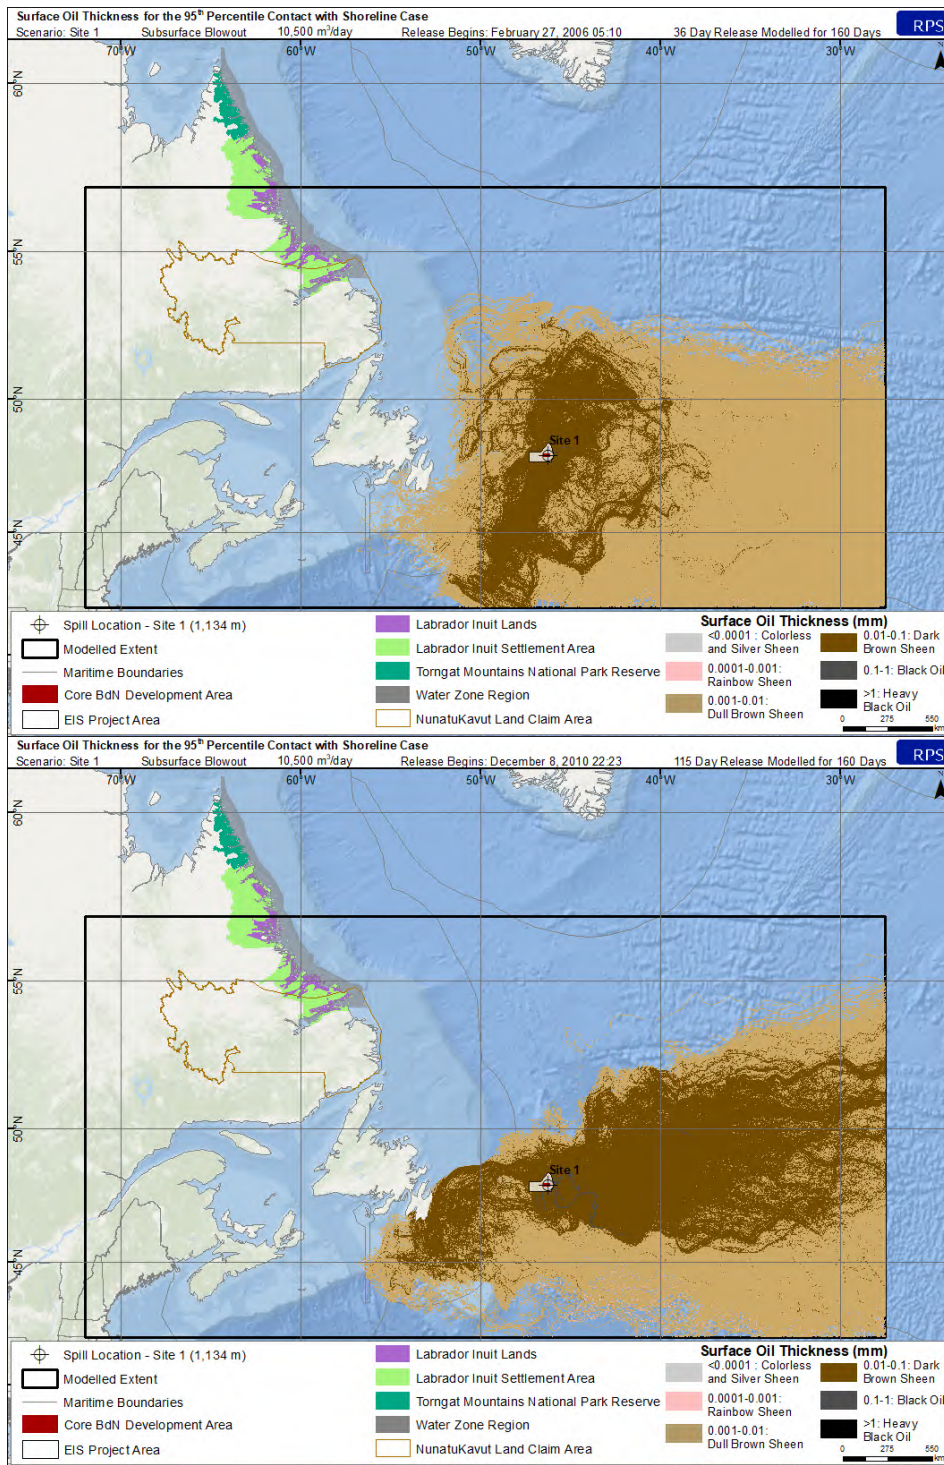 Surface Oil Thickness for the 95th Percentile Contact with Shoreline Case
Scenario: Site 1 Subsurface Blowout 10,500 m³/day Release Begins: February 27, 2006 05:10 36 Day Release Modelled for 160 Days
RPS
70°W 60°W 50°W 40°W 30°W
60°N
55°N
50°N
Site 1
45°N
Spill Location - Site 1 (1,134 m)
Modelled Extent
Maritime Boundaries
Core BdN Development Area
EIS Project Area
Labrador Inuit Lands
Labrador Inuit Settlement Area
Torngat Mountains National Park Reserve
Water Zone Region
NunatuKavut Land Claim Area
Surface Oil Thickness (mm)
<0.0001 : Colorless and Silver Sheen
0.0001-0.001: Rainbow Sheen
0.001-0.01: Dull Brown Sheen
0.01-0.1: Dark Brown Sheen
0.1-1: Black Oil
>1: Heavy Black Oil
0 275 550
km
Surface Oil Thickness for the 95th Percentile Contact with Shoreline Case
Scenario: Site 1 Subsurface Blowout 10,500 m³/day Release Begins: December 8, 2010 22:23 115 Day Release Modelled for 160 Days
RPS
70°W 60°W 50°W 40°W 30°W
60°N
55°N
50°N
Site 1
45°N
Spill Location - Site 1 (1,134 m)
Modelled Extent
Maritime Boundaries
Core BdN Development Area
EIS Project Area
Labrador Inuit Lands
Labrador Inuit Settlement Area
Torngat Mountains National Park Reserve
Water Zone Region
NunatuKavut Land Claim Area
Surface Oil Thickness (mm)
<0.0001 : Colorless and Silver Sheen
0.0001-0.001: Rainbow Sheen
0.001-0.01: Dull Brown Sheen
0.01-0.1: Dark Brown Sheen
0.1-1: Black Oil
>1: Heavy Black Oil
0 275 550
km